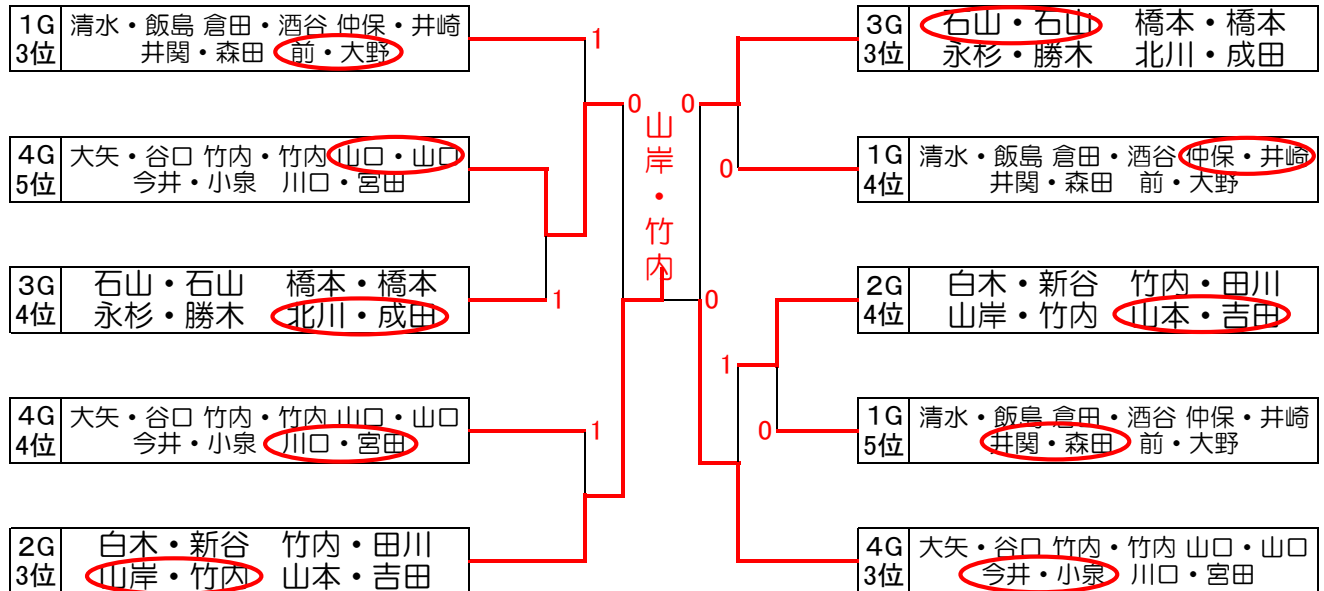 1G 清水・飯島 倉田・酒谷 仲保・井崎
3位 井関・森田 前・大野
4G 大矢・谷口 竹内・竹内 山口・山口
5位 今井・小泉 川口・宮田
3G 石山・石山 橋本・橋本
4位 永杉・勝木 北川・成田
4G 大矢・谷口 竹内・竹内 山口・山口
4位 今井・小泉 川口・宮田
2G 白木・新谷 竹内・田川
3位 山岸・竹内 山本・吉田
1
0
1
1
山岸・竹内
0
0
0
1
0
3G 石山・石山 橋本・橋本
3位 永杉・勝木 北川・成田
1G 清水・飯島 倉田・酒谷 仲保・井崎
4位 井関・森田 前・大野
2G 白木・新谷 竹内・田川
4位 山岸・竹内 山本・吉田
1G 清水・飯島 倉田・酒谷 仲保・井崎
5位 井関・森田 前・大野
4G 大矢・谷口 竹内・竹内 山口・山口
3位 今井・小泉 川口・宮田